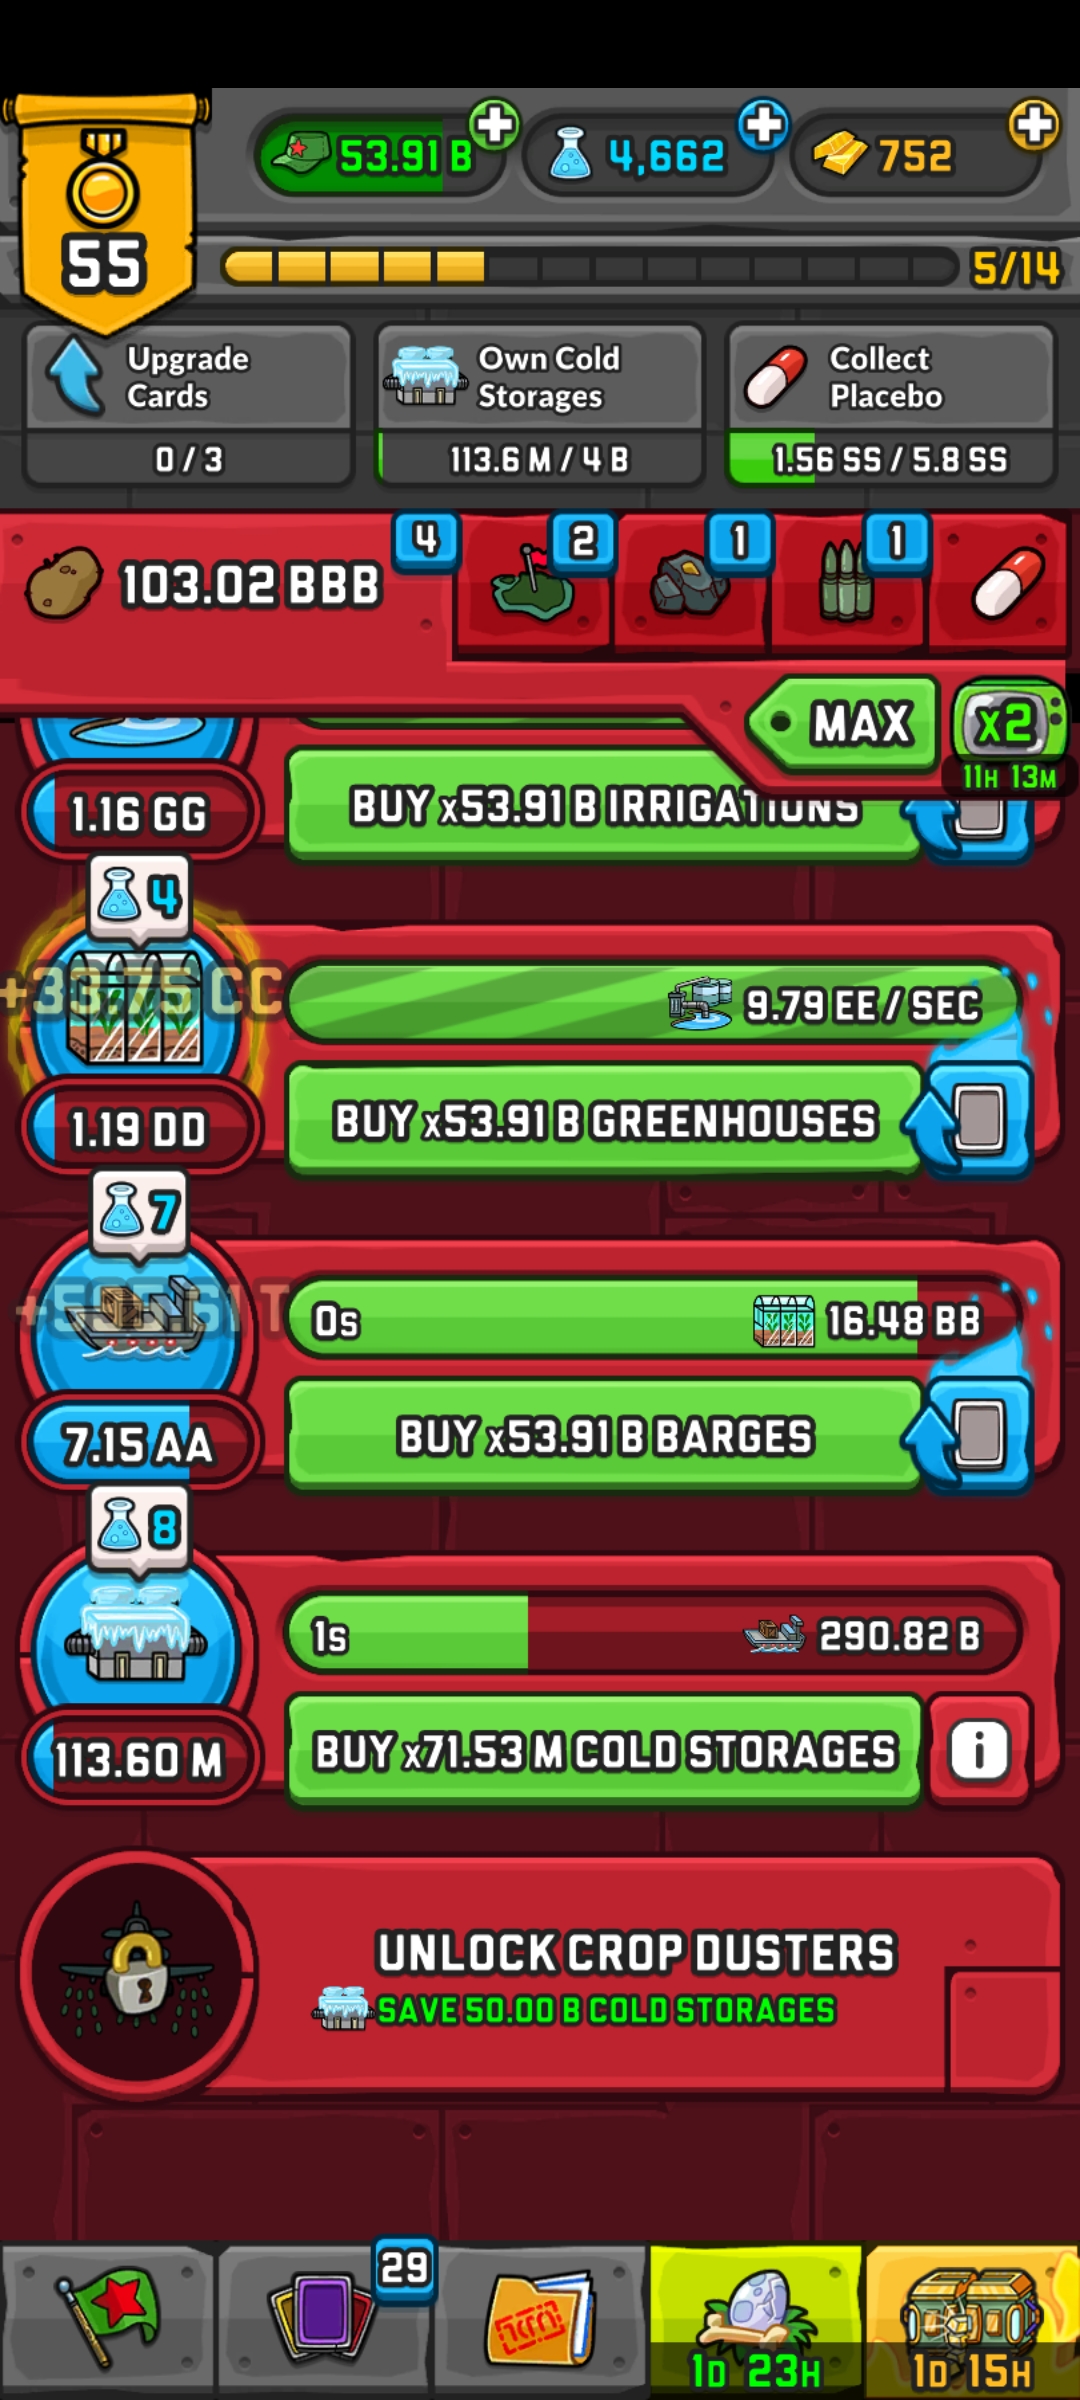 53.91 B
4,662
752
55
5/14
Upgrade
Cards
0 / 3
Own Cold
Storages
113.6 M / 4 B
Collect
Placebo
1.56 SS / 5.8 SS
103.02 BBB
4
2
1
1
MAX
x2
11H 13M
1.16 GG
BUY x53.91 B IRRIGATIONS
4
+33.75 CC
9.79 EE / SEC
1.19 DD
BUY x53.91 B GREENHOUSES
7
0s
16.48 BB
7.15 AA
BUY x53.91 B BARGES
8
1s
290.82 B
113.60 M
BUY x71.53 M COLD STORAGES
i
UNLOCK CROP DUSTERS
SAVE 50.00 B COLD STORAGES
29
1D 23H
1D 15H